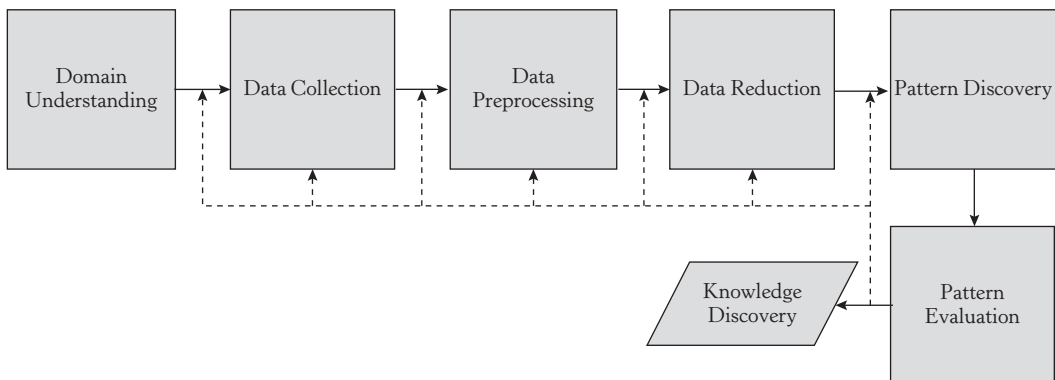 Domain
Understanding
Data Collection
Data
Preprocessing
Data Reduction
Pattern Discovery
Knowledge
Discovery
Pattern
Evaluation